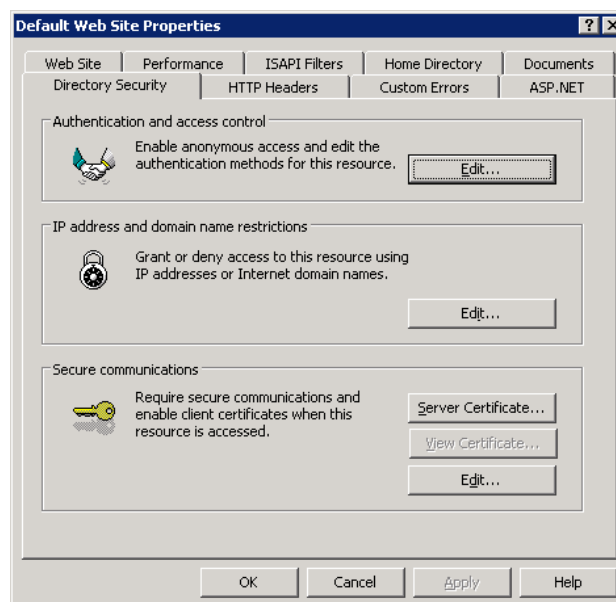 Default Web Site Properties
Web Site Performance ISAPI Filters Home Directory Documents
Directory Security HTTP Headers Custom Errors ASP.NET
Authentication and access control
Enable anonymous access and edit the
authentication methods for this resource.
Edit...
IP address and domain name restrictions
Grant or deny access to this resource using
IP addresses or Internet domain names.
Edit...
Secure communications
Require secure communications and
enable client certificates when this
resource is accessed.
Server Certificate...
View Certificate...
Edit...
OK Cancel Apply Help